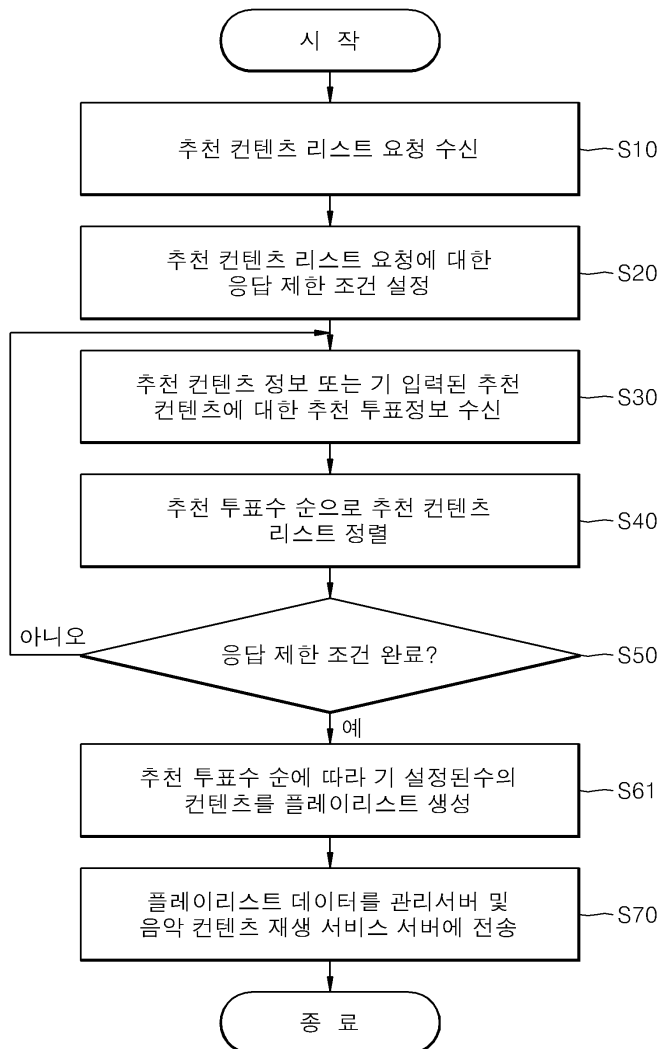 시 작
추천 컨텐츠 리스트 요청 수신
S10
추천 컨텐츠 리스트 요청에 대한
응답 제한 조건 설정
S20
추천 컨텐츠 정보 또는 기 입력된 추천
컨텐츠에 대한 추천 투표정보 수신
S30
추천 투표수 순으로 추천 컨텐츠
리스트 정렬
S40
아니오
응답 제한 조건 완료?
S50
예
추천 투표수 순에 따라 기 설정된수의
컨텐츠를 플레이리스트 생성
S61
플레이리스트 데이터를 관리서버 및
음악 컨텐츠 재생 서비스 서버에 전송
S70
종 료